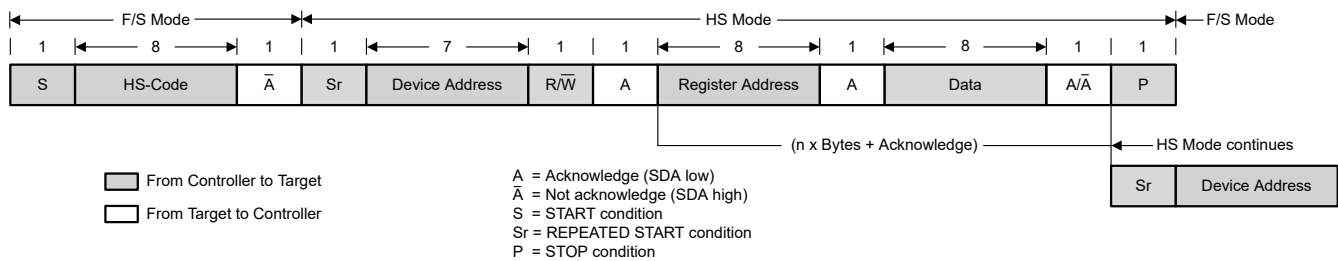 F/S Mode HS Mode F/S Mode
1 8 1 1 7 1 1 8 1 8 1 1
S HS-Code A̅ Sr Device Address R/W̅ A Register Address A Data A/A̅ P
(n x Bytes + Acknowledge) HS Mode continues
Sr Device Address
From Controller to Target
From Target to Controller
A = Acknowledge (SDA low)
A̅ = Not acknowledge (SDA high)
S = START condition
Sr = REPEATED START condition
P = STOP condition